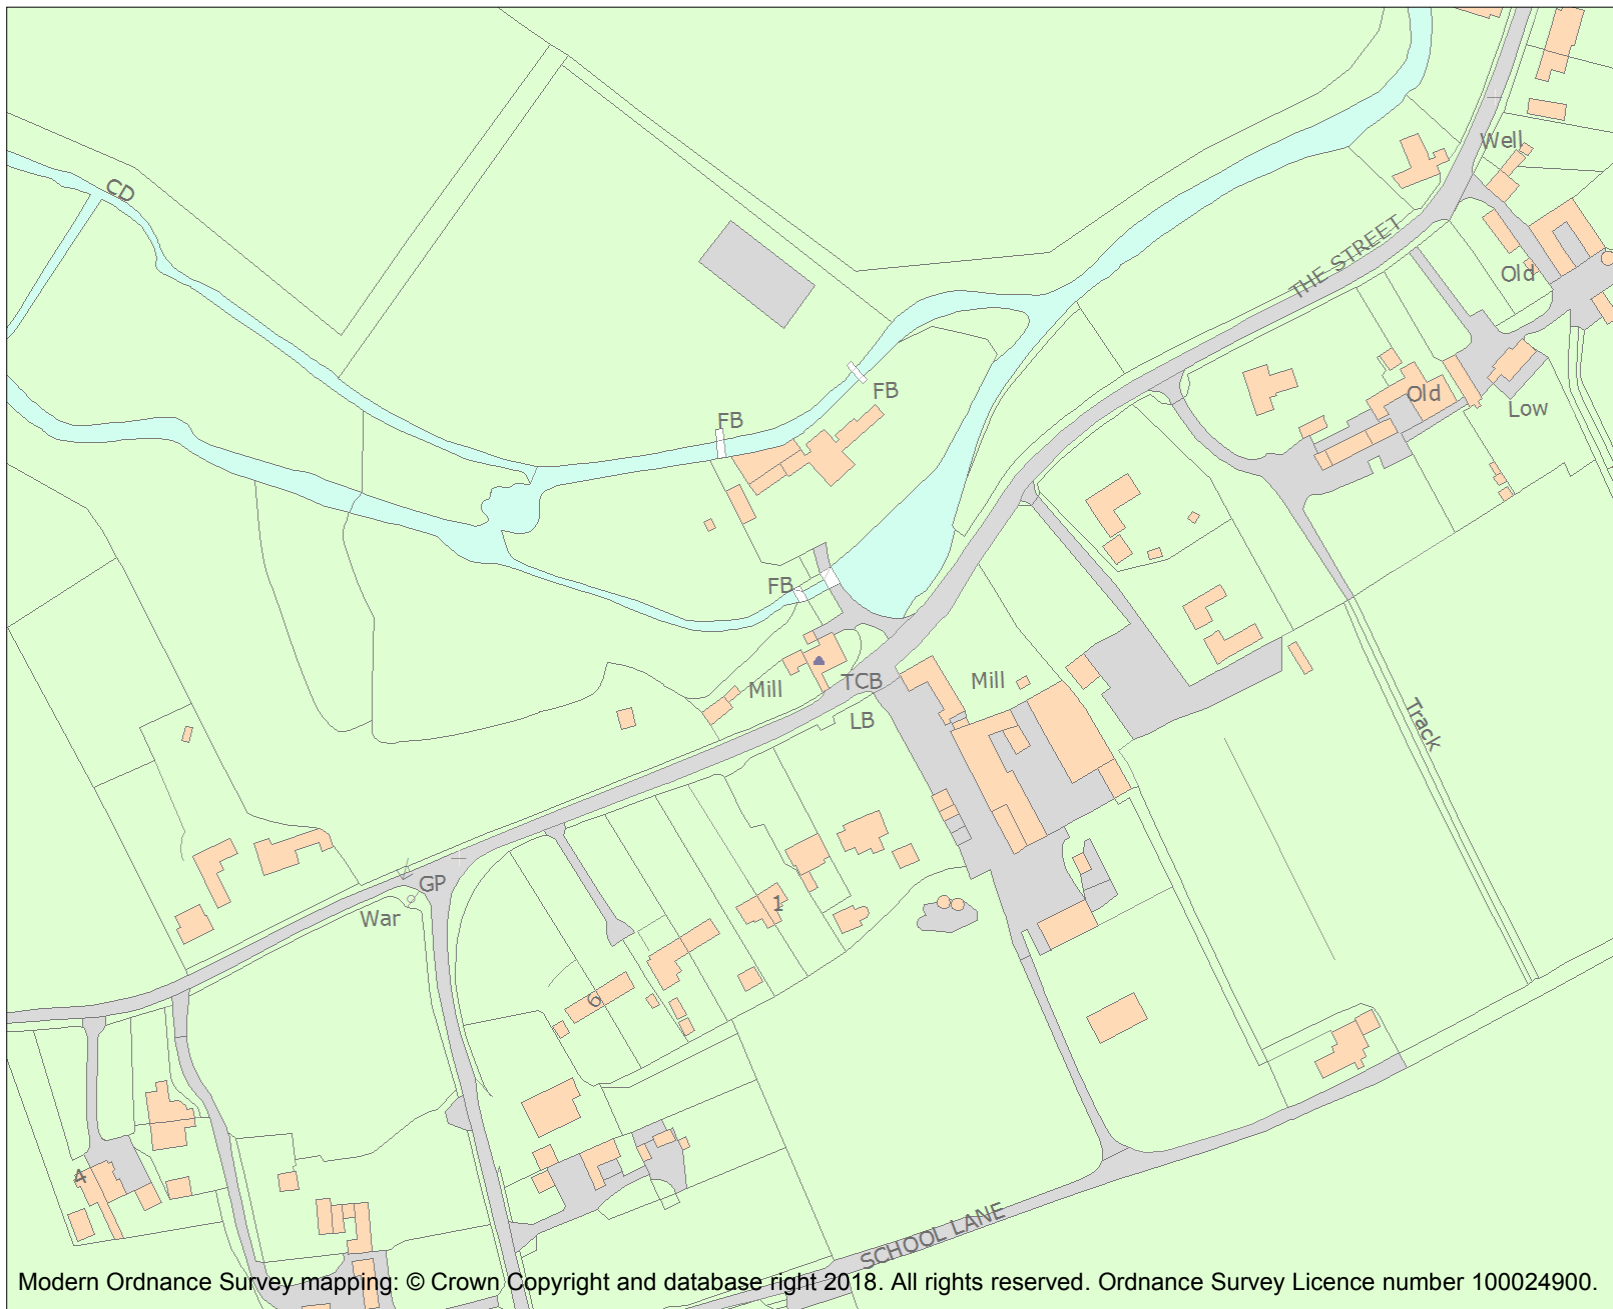 Well
CD
THE STREET
Old
FB
FB
Old
Low
FB
Mill
TCB
Mill
LB
Track
GP
War
1
6
4
SCHOOL LANE
Modern Ordnance Survey mapping: © Crown Copyright and database right 2018. All rights reserved. Ordnance Survey Licence number 100024900.